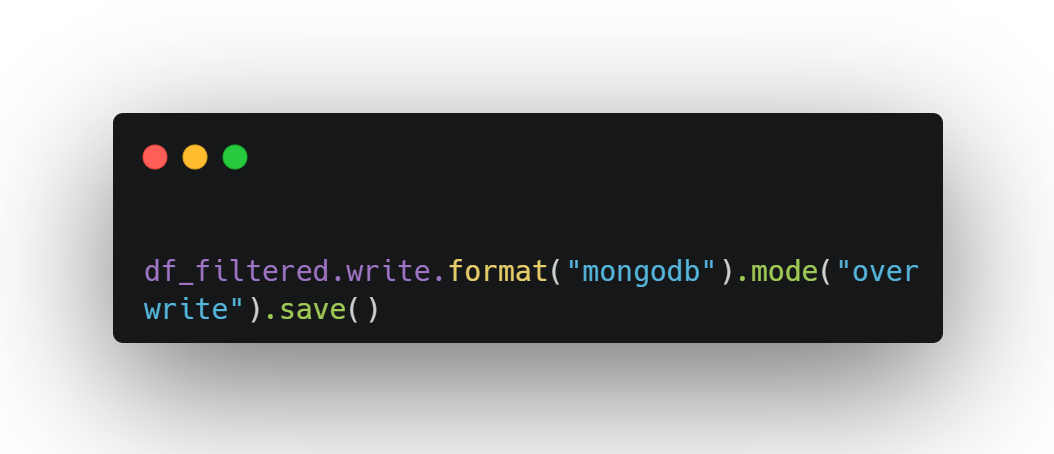 df_filtered.write.format("mongodb").mode("over
write").save()